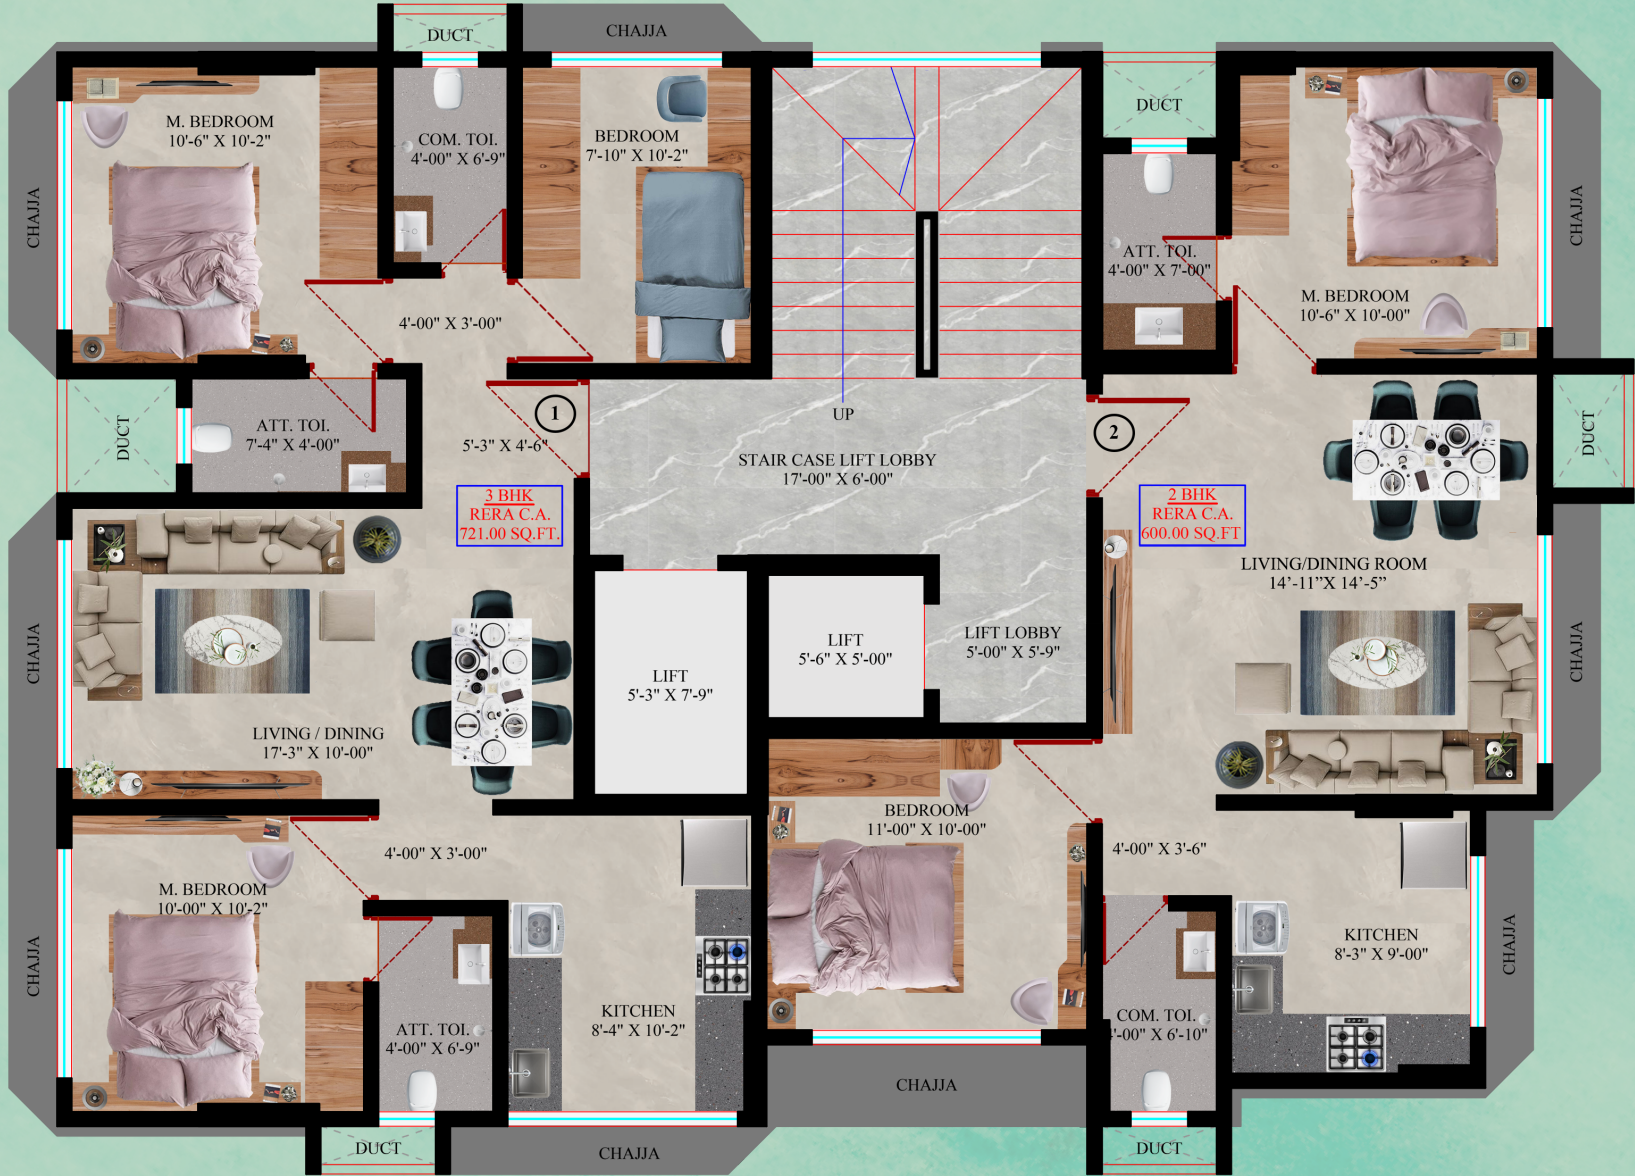 DUCT
CHAJJA
M. BEDROOM
10'-6" X 10'-2"
COM. TOI.
4'-00" X 6'-9"
BEDROOM
7'-10" X 10'-2"
DUCT
CHAJJA
CHAJJA
ATT. TOI.
4'-00" X 7'-00"
M. BEDROOM
10'-6" X 10'-00"
4'-00" X 3'-00"
UP
1
2
DUCT
ATT. TOI.
7'-4" X 4'-00"
5'-3" X 4'-6"
STAIR CASE LIFT LOBBY
17'-00" X 6'-00"
DUCT
3 BHK
RERA C.A.
721.00 SQ.FT.
2 BHK
RERA C.A.
600.00 SQ.FT
LIVING/DINING ROOM
14’-11”X 14’-5”
CHAJJA
LIFT
5'-3" X 7'-9"
LIFT
5'-6" X 5'-00"
LIFT LOBBY
5'-00" X 5'-9"
CHAJJA
LIVING / DINING
17'-3" X 10'-00"
BEDROOM
11'-00" X 10'-00"
4'-00" X 3'-00"
4'-00" X 3'-6"
M. BEDROOM
10'-00" X 10'-2"
CHAJJA
KITCHEN
8'-3" X 9'-00"
CHAJJA
ATT. TOI.
4'-00" X 6'-9"
KITCHEN
8'-4" X 10'-2"
COM. TOI.
'-00" X 6'-10"
CHAJJA
DUCT
CHAJJA
DUCT